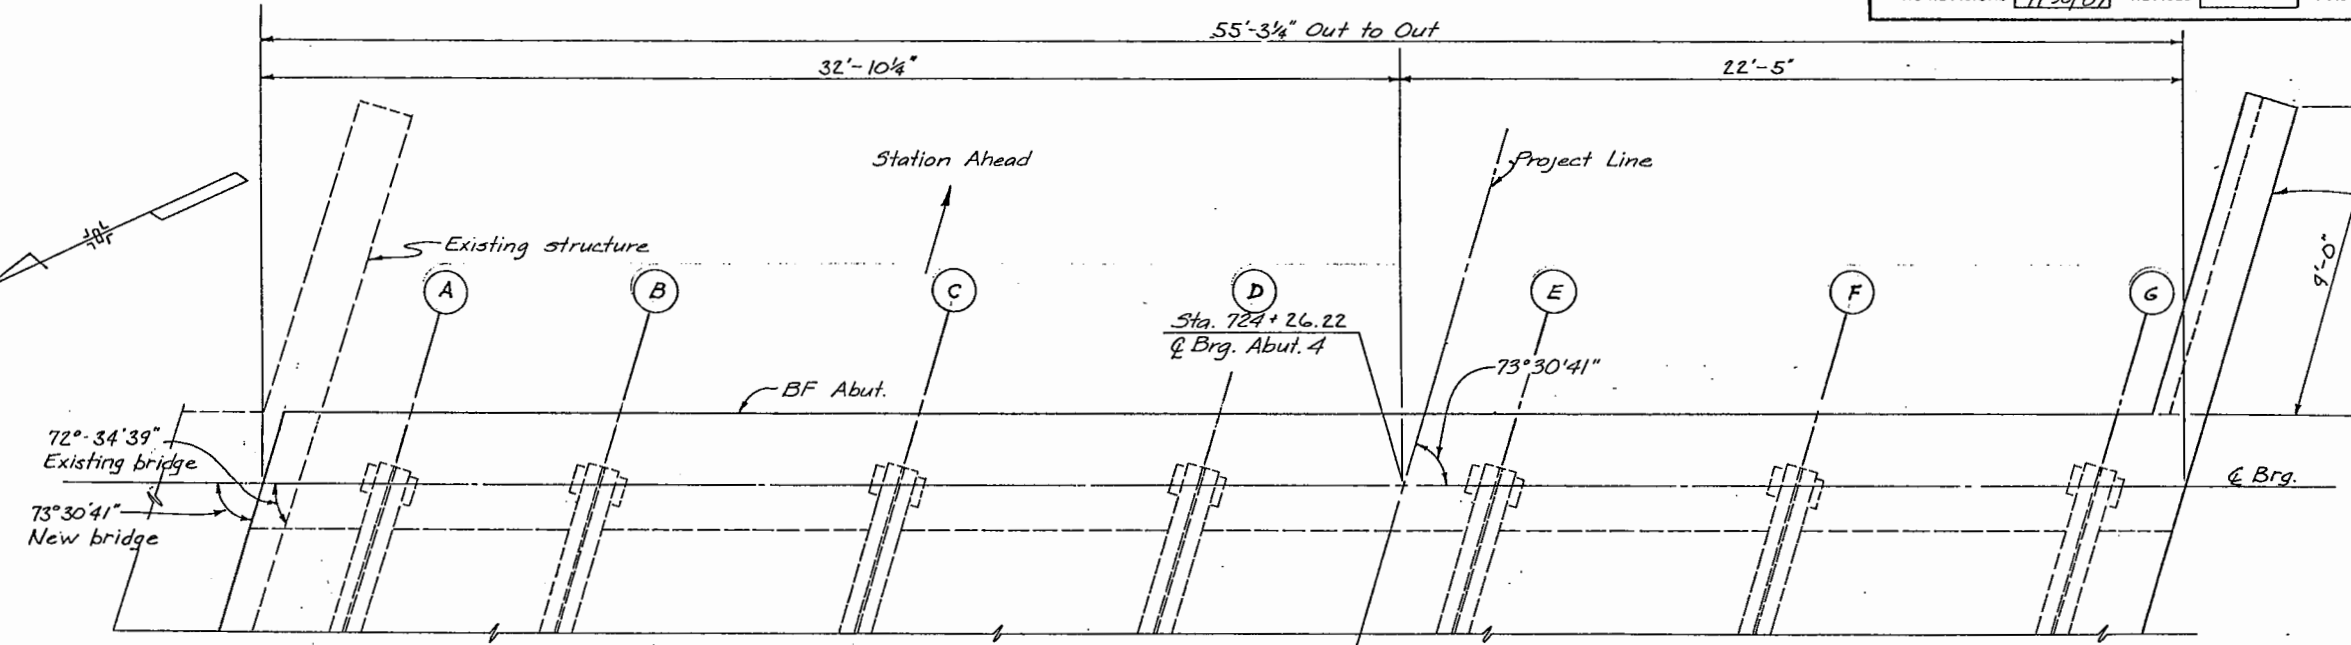 55'-3¼" Out to Out
32'-10¼"
22'-5"
Station Ahead
Project Line
Existing structure
A
B
C
D
E
F
G
9'-0"
Sta. 724+26.22
℄ Brg. Abut. 4
73°30'41"
BF Abut.
72°-34'39"
Existing bridge
℄ Brg.
73°30'41"
New bridge